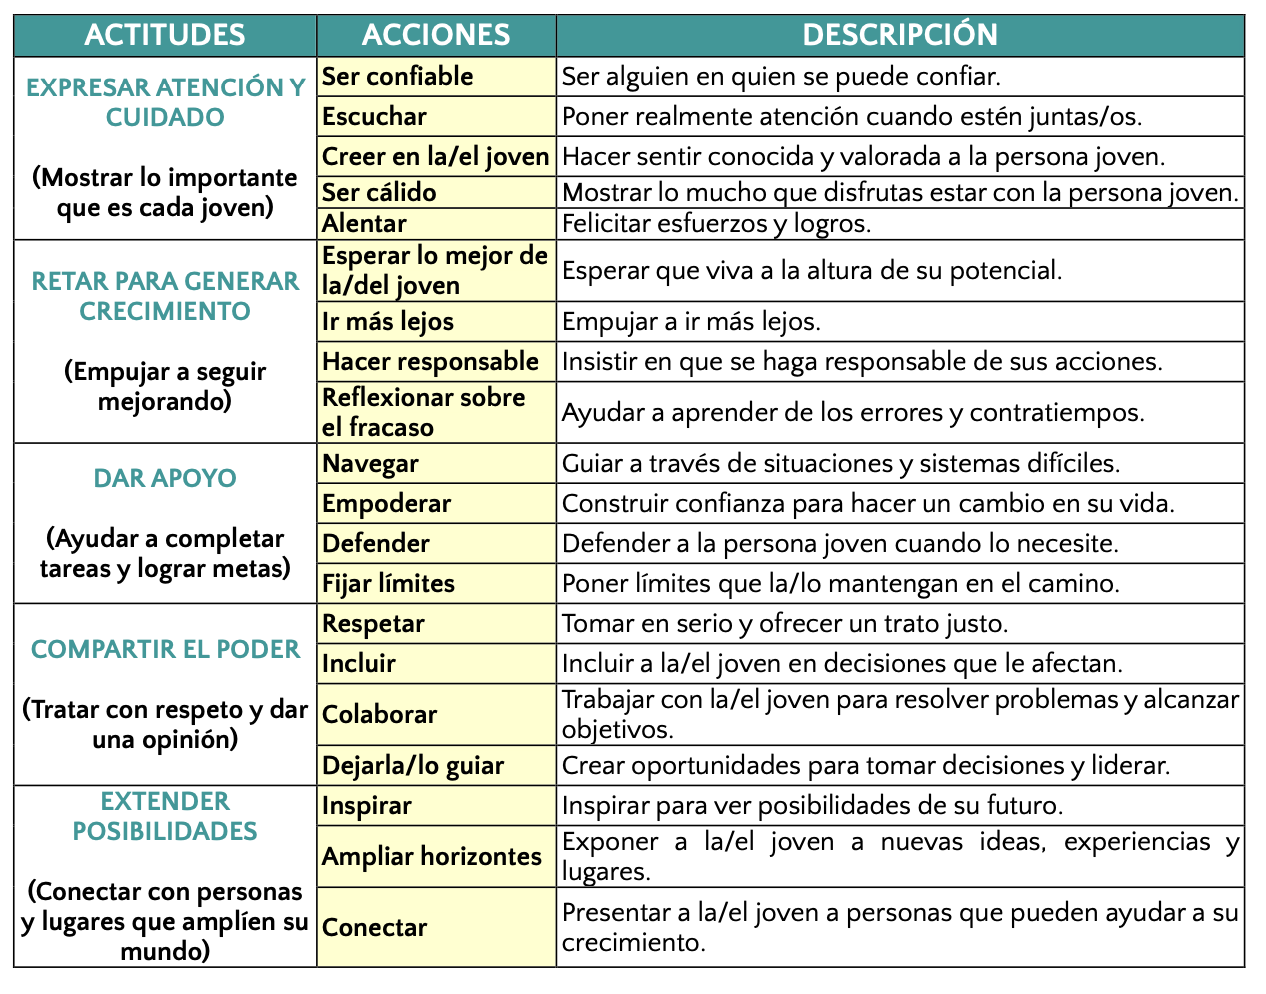 ACTITUDES ACCIONES DESCRIPCIÓN
EXPRESAR ATENCIÓN Y
CUIDADO
(Mostrar lo importante
que es cada joven)
Ser confiable Ser alguien en quien se puede confiar.
Escuchar Poner realmente atención cuando estén juntas/os.
Creer en la/el joven Hacer sentir conocida y valorada a la persona joven.
Ser cálido Mostrar lo mucho que disfrutas estar con la persona joven.
Alentar Felicitar esfuerzos y logros.
RETAR PARA GENERAR
CRECIMIENTO
(Empujar a seguir
mejorando)
Esperar lo mejor de
la/del joven
Esperar que viva a la altura de su potencial.
Ir más lejos Empujar a ir más lejos.
Hacer responsable Insistir en que se haga responsable de sus acciones.
Reflexionar sobre
el fracaso
Ayudar a aprender de los errores y contratiempos.
DAR APOYO
(Ayudar a completar
tareas y lograr metas)
Navegar Guiar a través de situaciones y sistemas difíciles.
Empoderar Construir confianza para hacer un cambio en su vida.
Defender Defender a la persona joven cuando lo necesite.
Fijar límites Poner límites que la/lo mantengan en el camino.
COMPARTIR EL PODER
(Tratar con respeto y dar
una opinión)
Respetar Tomar en serio y ofrecer un trato justo.
Incluir Incluir a la/el joven en decisiones que le afectan.
Colaborar
Trabajar con la/el joven para resolver problemas y alcanzar
objetivos.
Dejarla/lo guiar Crear oportunidades para tomar decisiones y liderar.
EXTENDER
POSIBILIDADES
(Conectar con personas
y lugares que amplíen su
mundo)
Inspirar Inspirar para ver posibilidades de su futuro.
Ampliar horizontes
Exponer a la/el joven a nuevas ideas, experiencias y
lugares.
Conectar
Presentar a la/el joven a personas que pueden ayudar a su
crecimiento.